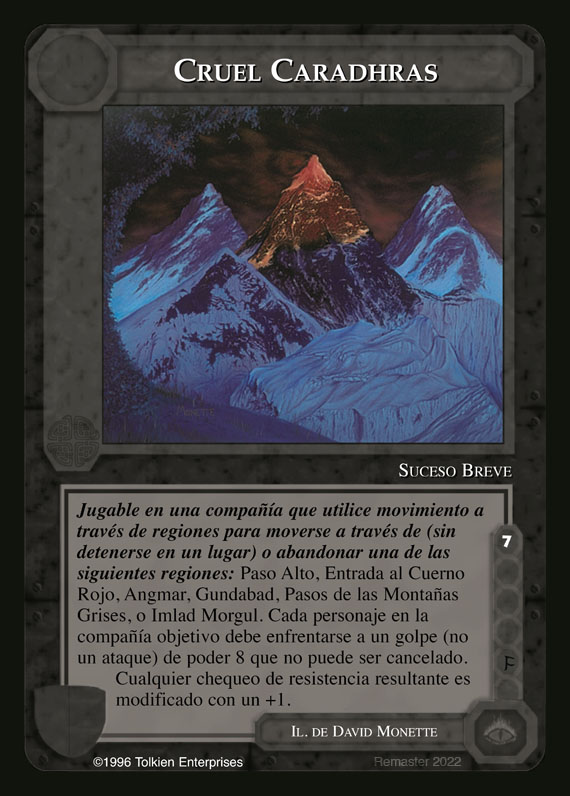 CRUEL CARADHRAS
MONETTE
SUCESO BREVE
Jugable en una compañía que utilice movimiento a
través de regiones para moverse a través de (sin
detenerse en un lugar) o abandonar una de las
siguientes regiones: Paso Alto, Entrada al Cuerno
Rojo, Angmar, Gundabad, Pasos de las Montañas
Grises, o Imlad Morgul. Cada personaje en la
compañía objetivo debe enfrentarse a un golpe (no
un ataque) de poder 8 que no puede ser cancelado.
Cualquier chequeo de resistencia resultante es
modificado con un +1.
7
IL. DE DAVID MONETTE
©1996 Tolkien Enterprises
Remaster 2022